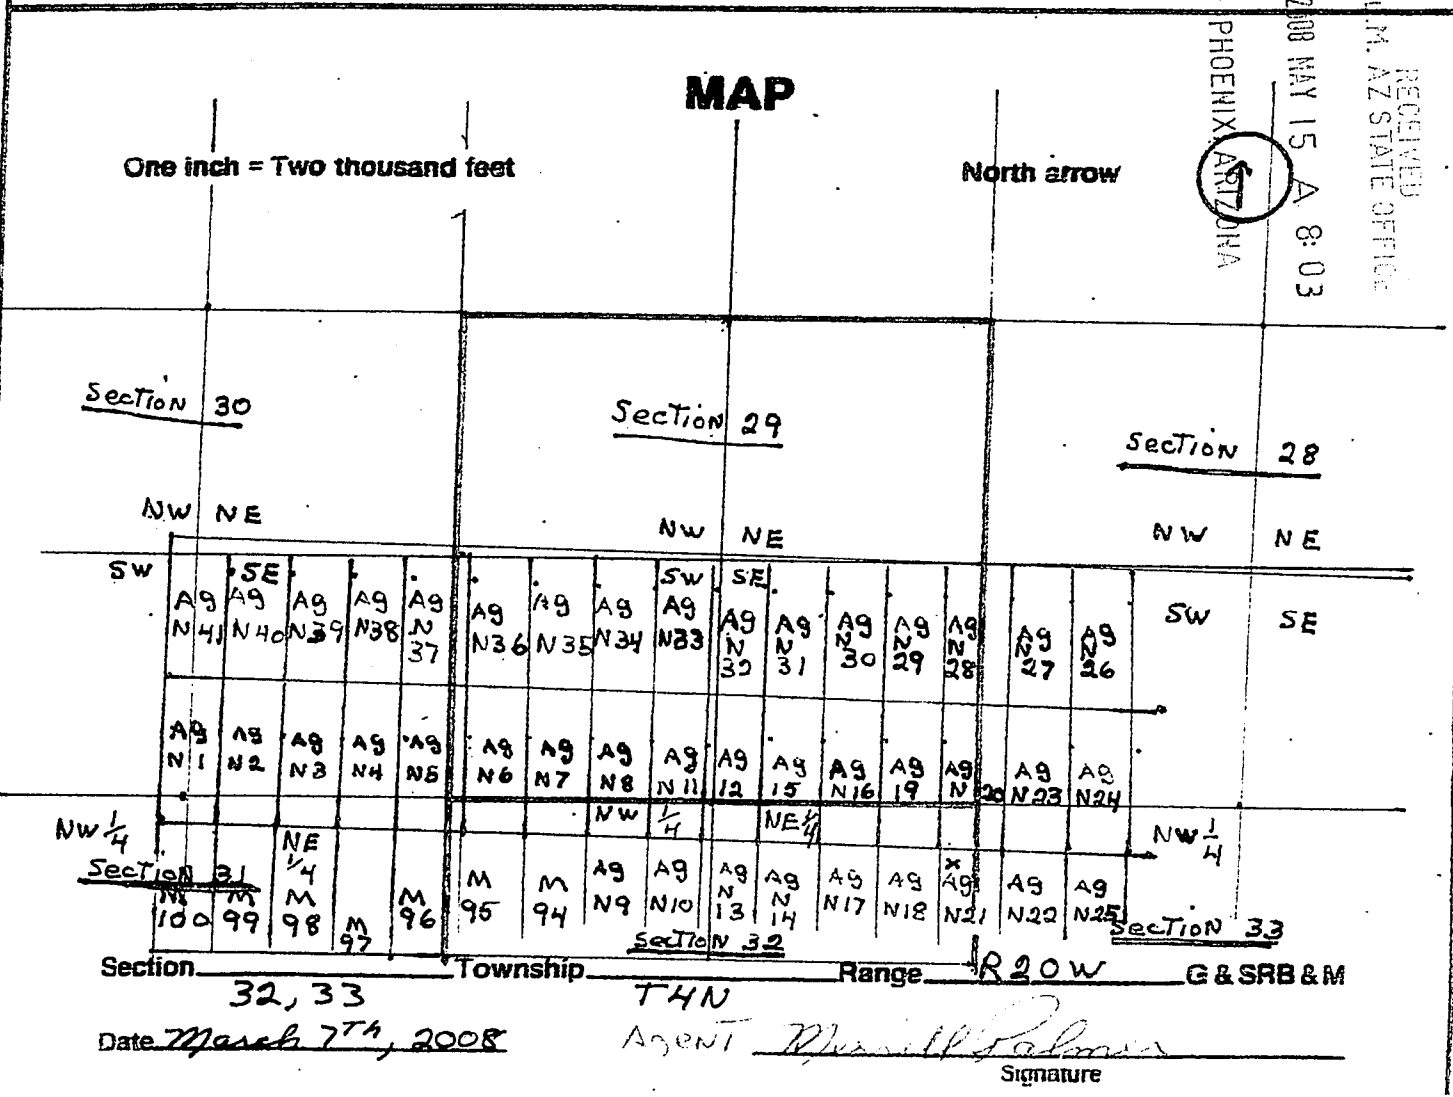 MAP
One inch = Two thousand feet
North arrow
RECEIVED
.M. AZ STATE OFFICE
2008 MAY 15 A 8:03
PHOENIX, ARIZONA
Section 30
Section 29
Section 28
NW NE
NW NE
NW NE
SW SE
SW SE
SW SE
Ag N41
Ag N40
Ag N39
Ag N38
Ag N 37
Ag N36
Ag N35
Ag N34
Ag N33
Ag N 32
Ag N 31
Ag N 30
Ag N 29
Ag N 28
Ag N 27
Ag N 26
Ag N1
Ag N2
Ag N3
Ag N4
Ag N5
Ag N6
Ag N7
Ag N8
Ag N11
Ag 12
Ag 15
Ag N16
Ag 19
Ag N 20
Ag N23
Ag N24
NW 1/4
NE 1/4
NW 1/4
NE 1/4
NW 1/4
Section 31
M 100
M 99
M 98
M 97
M 96
M 95
M 94
Ag N9
Ag N10
Ag N 13
Ag N 14
Ag N17
Ag N18
x Ag N21
Ag N22
Ag N25
Section 32
Section 33
Section 32, 33 Township T4N Range R20W G & SRB & M
Date March 7Th, 2008 Agent Merrill Palmer
Signature